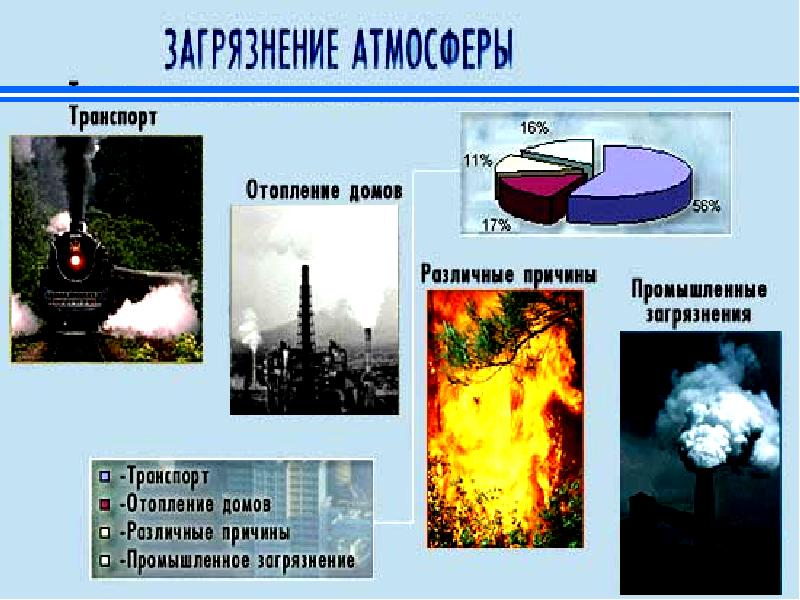 ЗАГРЯЗНЕНИЕ АТМОСФЕРЫ
Транспорт
Отопление домов
16%
11%
17%
56%
Различные причины
Промышленные
загрязнения
-Транспорт
-Отопление домов
-Различные причины
-Промышленное загрязнение